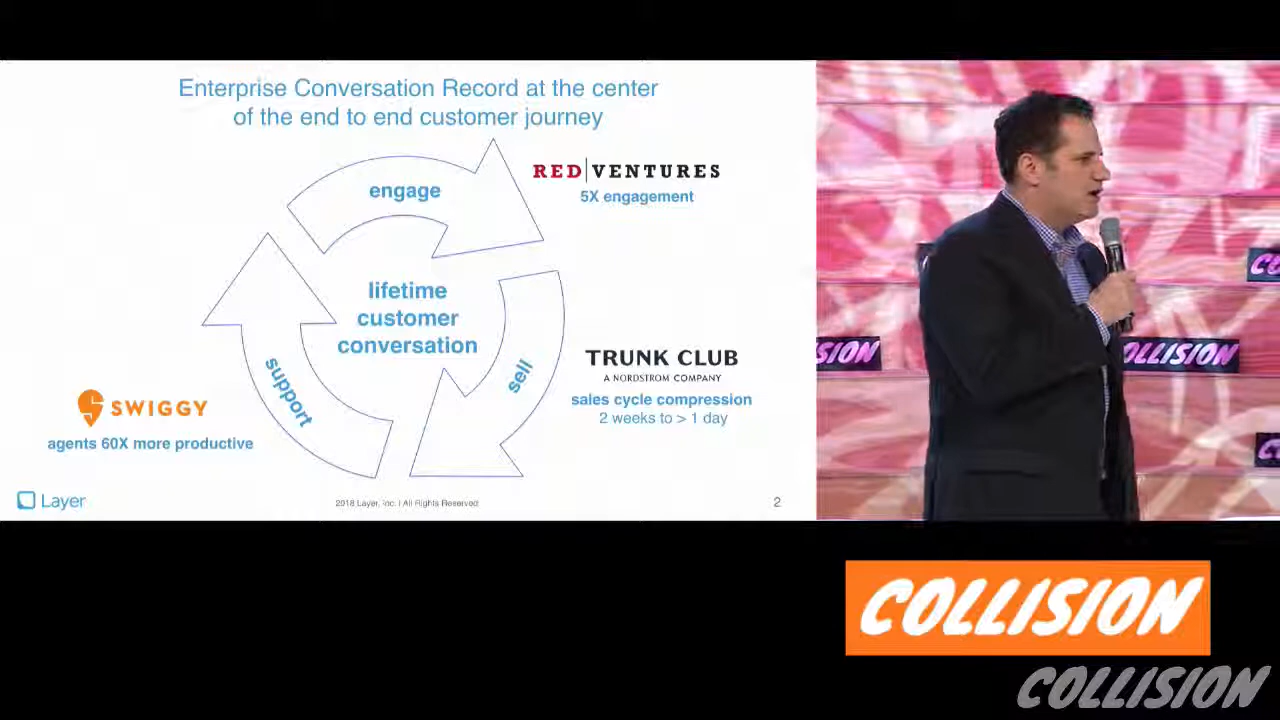 Enterprise Conversation Record at the center
of the end to end customer journey
engage
RED|VENTURES
5X engagement
lifetime
customer
conversation
sell
TRUNK CLUB
A NORDSTROM COMPANY
sales cycle compression
2 weeks to > 1 day
support
SWIGGY
agents 60X more productive
Layer
2018 Layer, Inc. | All Rights Reserved
2
SION
COLLISION
COLLISION
COLLISION